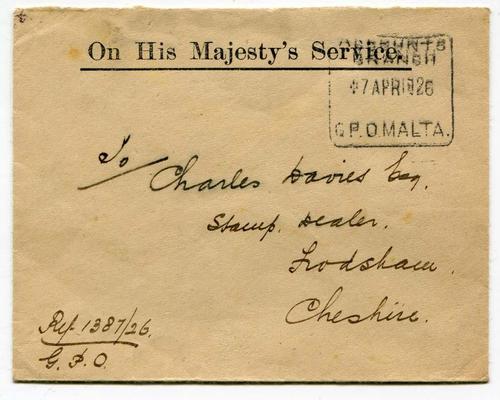 On His Majesty's Service.
ACCOUNTS
BRANCH
7 APR 1926
G.P.O. MALTA.
To
Charles Davies Esq.
Stamp Dealer.
Frodsham.
Cheshire.
Ref. 1387/26.
G.P.O.